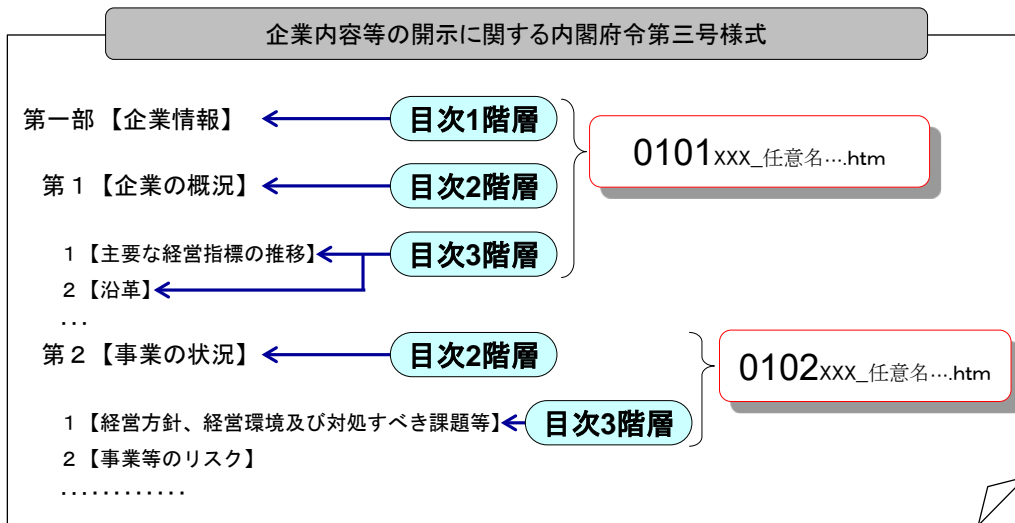 企業内容等の開示に関する内閣府令第三号様式
第一部【企業情報】
目次1階層
0101XXX_任意名….htm
第１【企業の概況】
目次2階層
１【主要な経営指標の推移】
目次3階層
２【沿革】
・・・
第２【事業の状況】
目次2階層
0102XXX_任意名….htm
１【経営方針、経営環境及び対処すべき課題等】
目次3階層
２【事業等のリスク】
・・・・・・・・・・・・